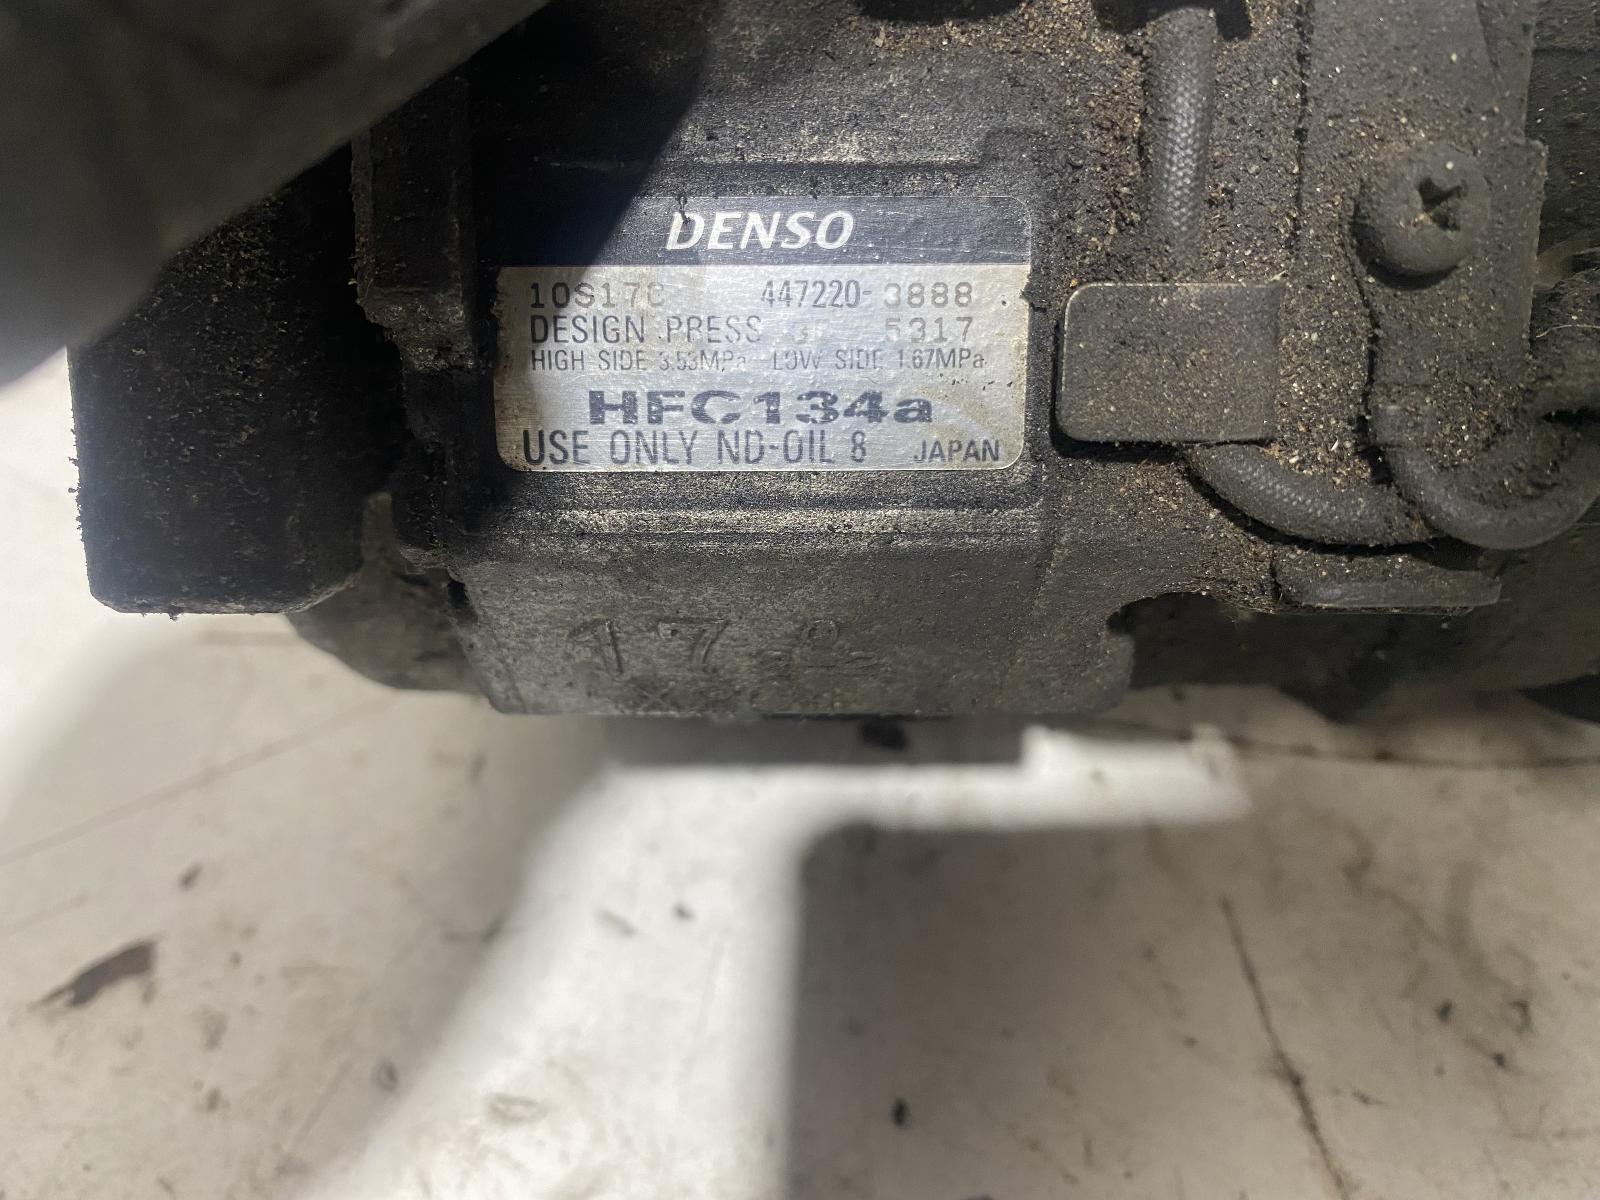 DENSO
10S17C 447220-3888
DESIGN PRESS 5317
HIGH SIDE 3.53MPa LOW SIDE 1.67MPa
HFC134a
USE ONLY ND-OIL 8 JAPAN
17